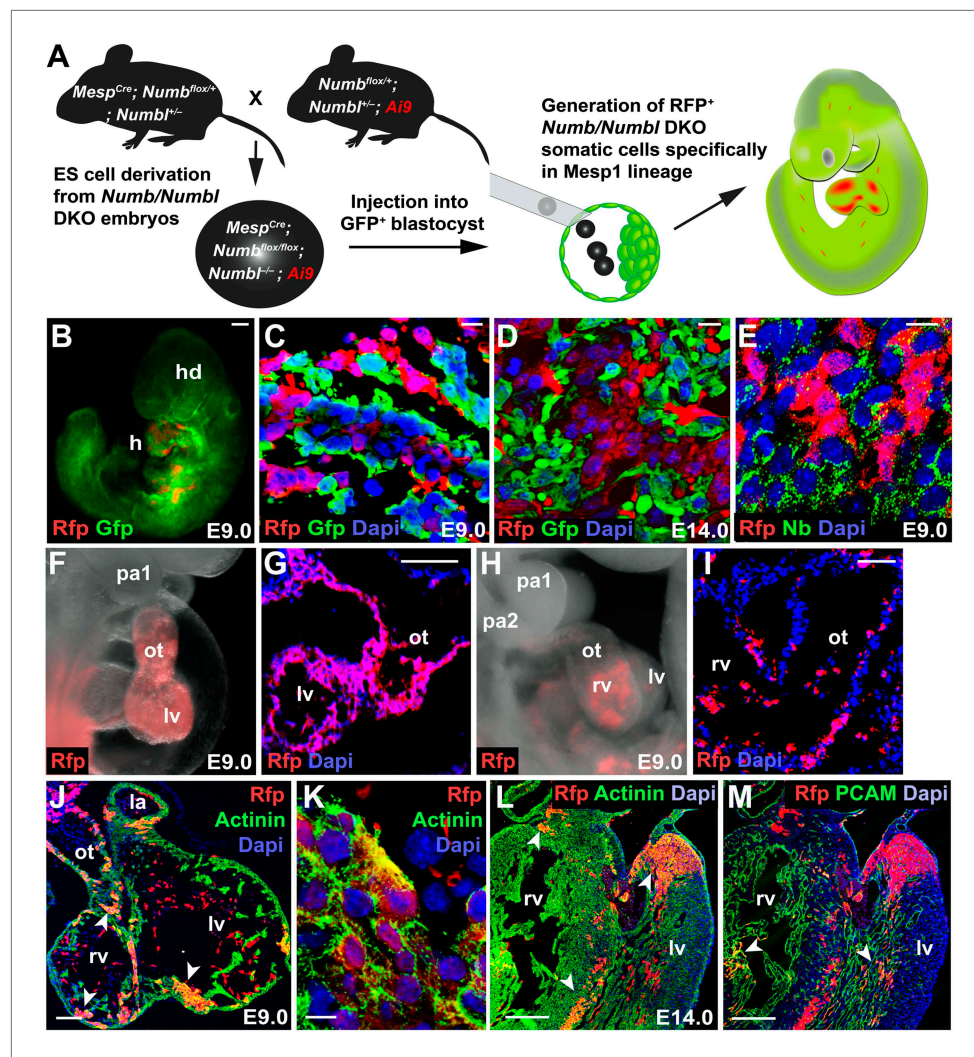 A
Mesp^Cre; Numb^flox/+
; Numbl^+/–
X
Numb^flox/+;
Numbl^+/–; Ai9
ES cell derivation
from Numb/Numbl
DKO embryos
Mesp^Cre;
Numb^flox/flox;
Numbl^–/–; Ai9
Injection into
GFP⁺ blastocyst
Generation of RFP⁺
Numb/Numbl DKO
somatic cells specifically
in Mesp1 lineage
B
hd
h
Rfp Gfp
E9.0
C
Rfp Gfp Dapi
E9.0
D
Rfp Gfp Dapi
E14.0
E
Rfp Nb Dapi
E9.0
F
pa1
ot
lv
Rfp
E9.0
G
ot
lv
Rfp Dapi
H
pa1
pa2
ot
rv
lv
Rfp
E9.0
I
rv
ot
Rfp Dapi
J
Rfp
Actinin
Dapi
la
ot
lv
rv
E9.0
K
Rfp
Actinin
Dapi
L
Rfp Actinin Dapi
rv
lv
E14.0
M
Rfp PCAM Dapi
rv
lv